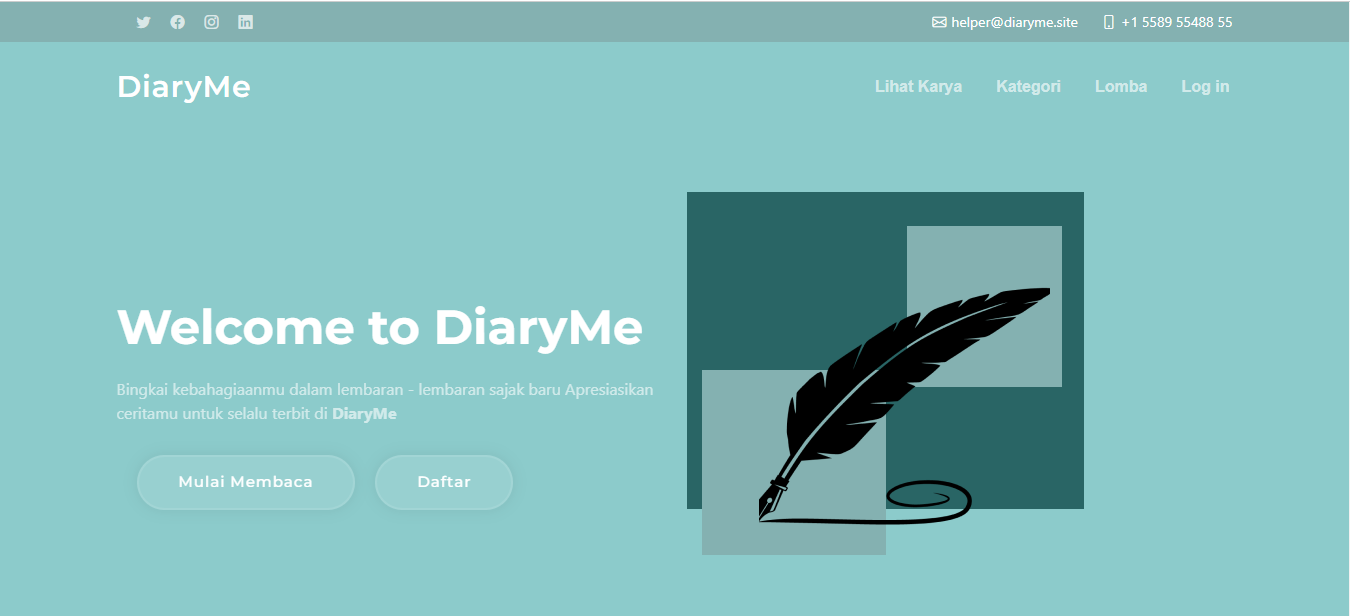 helper@diaryme.site +1 5589 55488 55
DiaryMe
Lihat Karya Kategori Lomba Log in
Welcome to DiaryMe
Bingkai kebahagiaanmu dalam lembaran - lembaran sajak baru Apresiasikan
ceritamu untuk selalu terbit di DiaryMe
Mulai Membaca Daftar